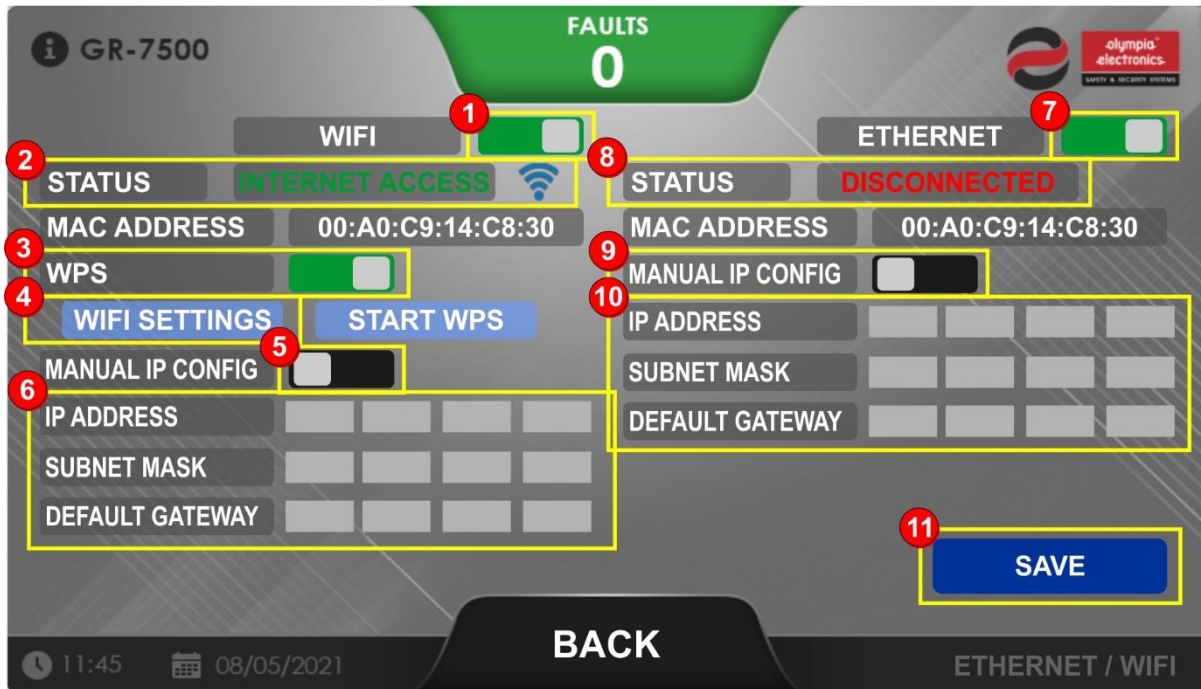 GR-7500
FAULTS
0
olympia
electronics
SAFETY & SECURITY SYSTEMS
1
WIFI
2
STATUS INTERNET ACCESS
MAC ADDRESS 00:A0:C9:14:C8:30
3
WPS
4
WIFI SETTINGS START WPS
5
MANUAL IP CONFIG
6
IP ADDRESS
SUBNET MASK
DEFAULT GATEWAY
7
ETHERNET
8
STATUS DISCONNECTED
MAC ADDRESS 00:A0:C9:14:C8:30
9
MANUAL IP CONFIG
10
IP ADDRESS
SUBNET MASK
DEFAULT GATEWAY
11
SAVE
BACK
11:45 08/05/2021
ETHERNET / WIFI